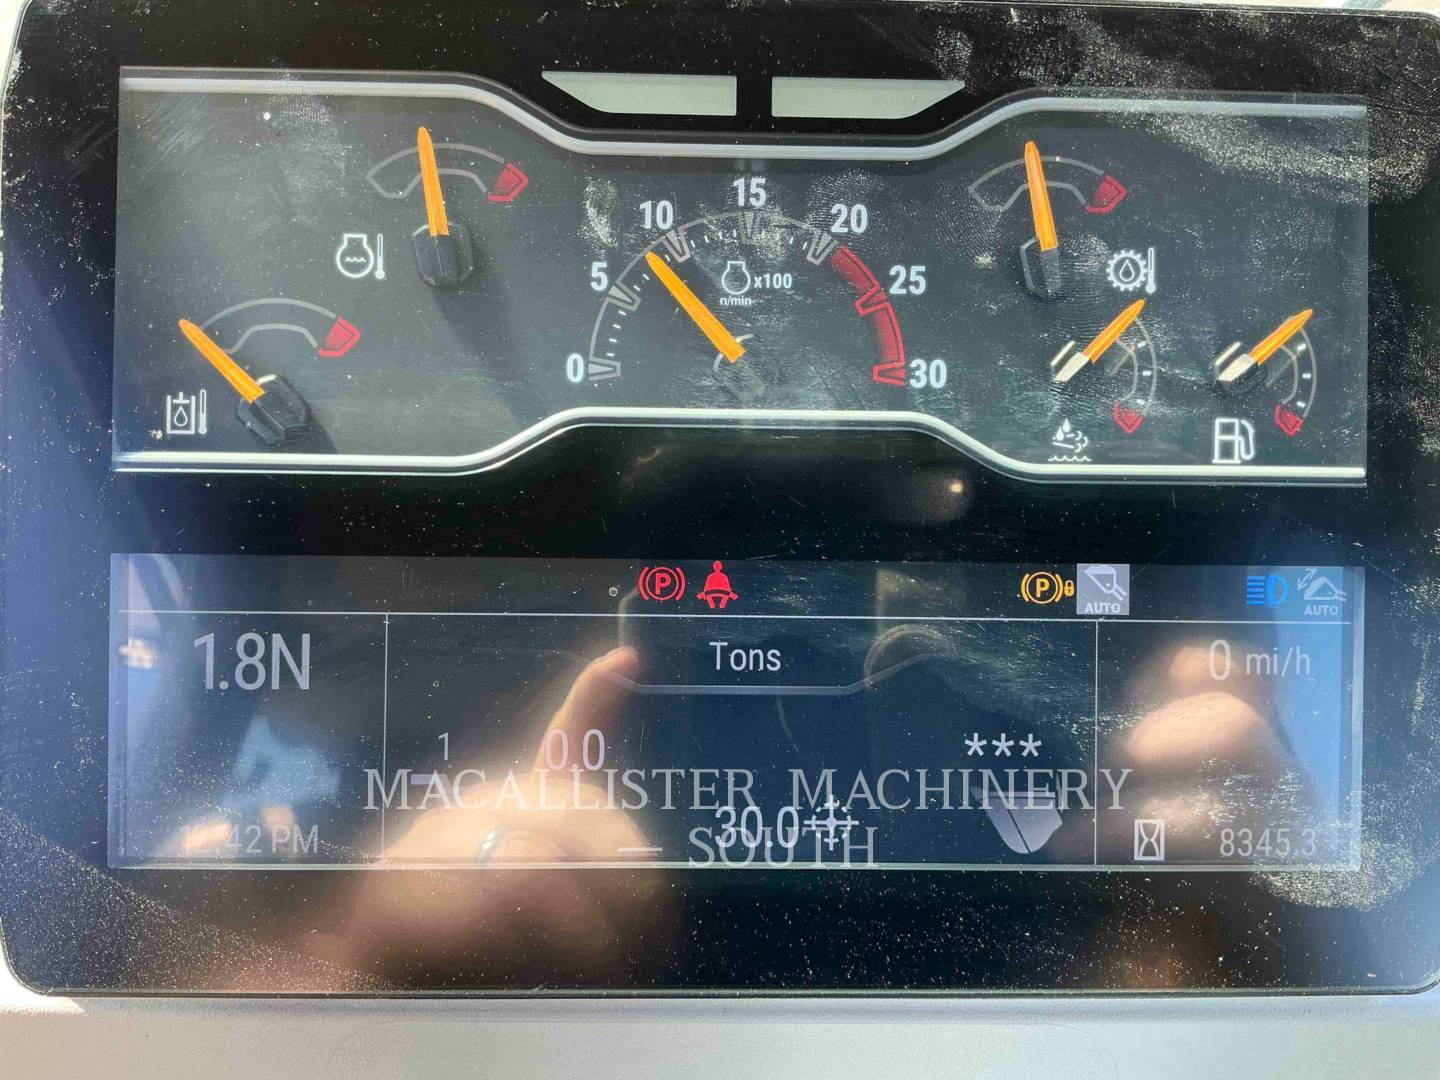 15
10
20
5
25
x100
n/min
0
30
P
P
AUTO
AUTO
1.8N
Tons
0 mi/h
1
0.0
***
MACALLISTER MACHINERY
30.0
SOUTH
:42 PM
8345.3